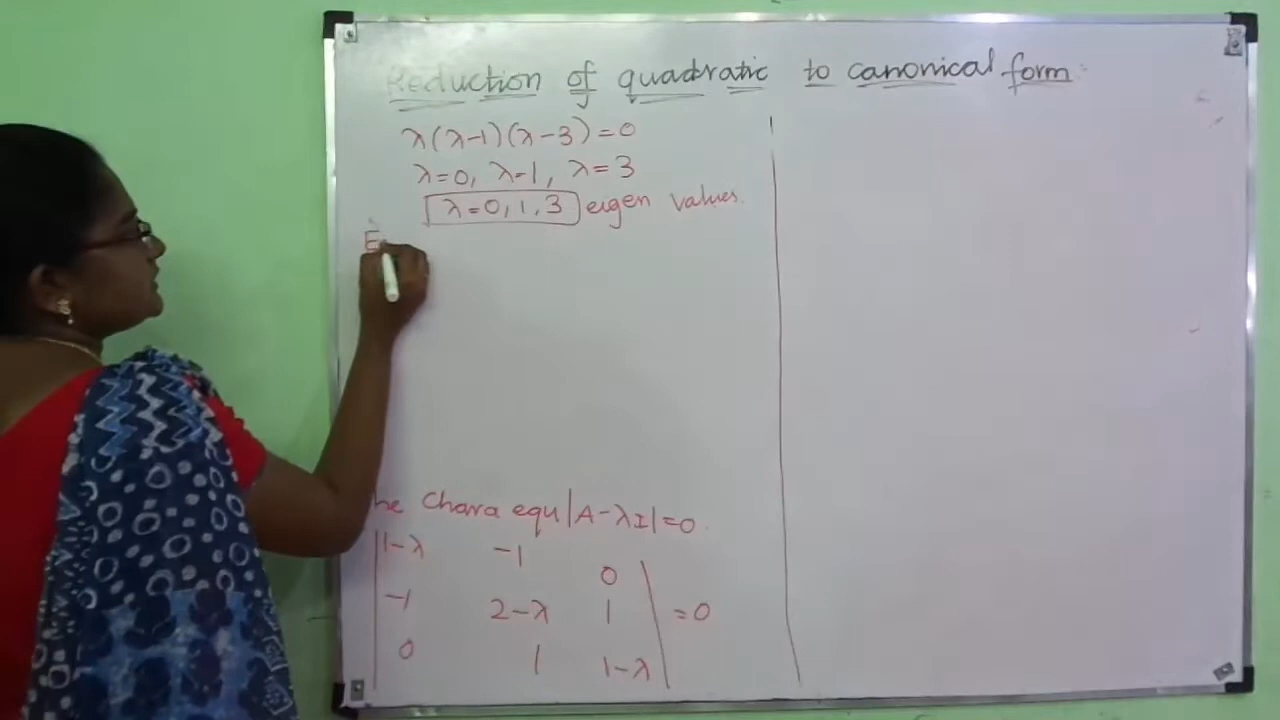 Reduction of quadratic to canonical form:
λ(λ-1)(λ-3)=0
λ=0, λ=1, λ=3
λ=0,1,3 eigen values.
E
he Chara equ |A-λI|=0.
1-λ -1 0
-1 2-λ 1 =0
0 1 1-λ